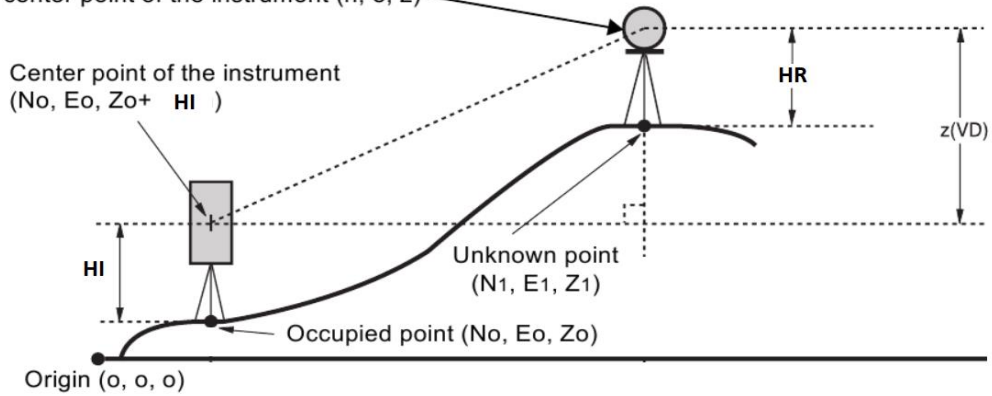 center point of the instrument (n, e, z)
Center point of the instrument
(No, Eo, Zo+ HI )
HR
z(VD)
HI
Unknown point
(N1, E1, Z1)
Occupied point (No, Eo, Zo)
Origin (o, o, o)